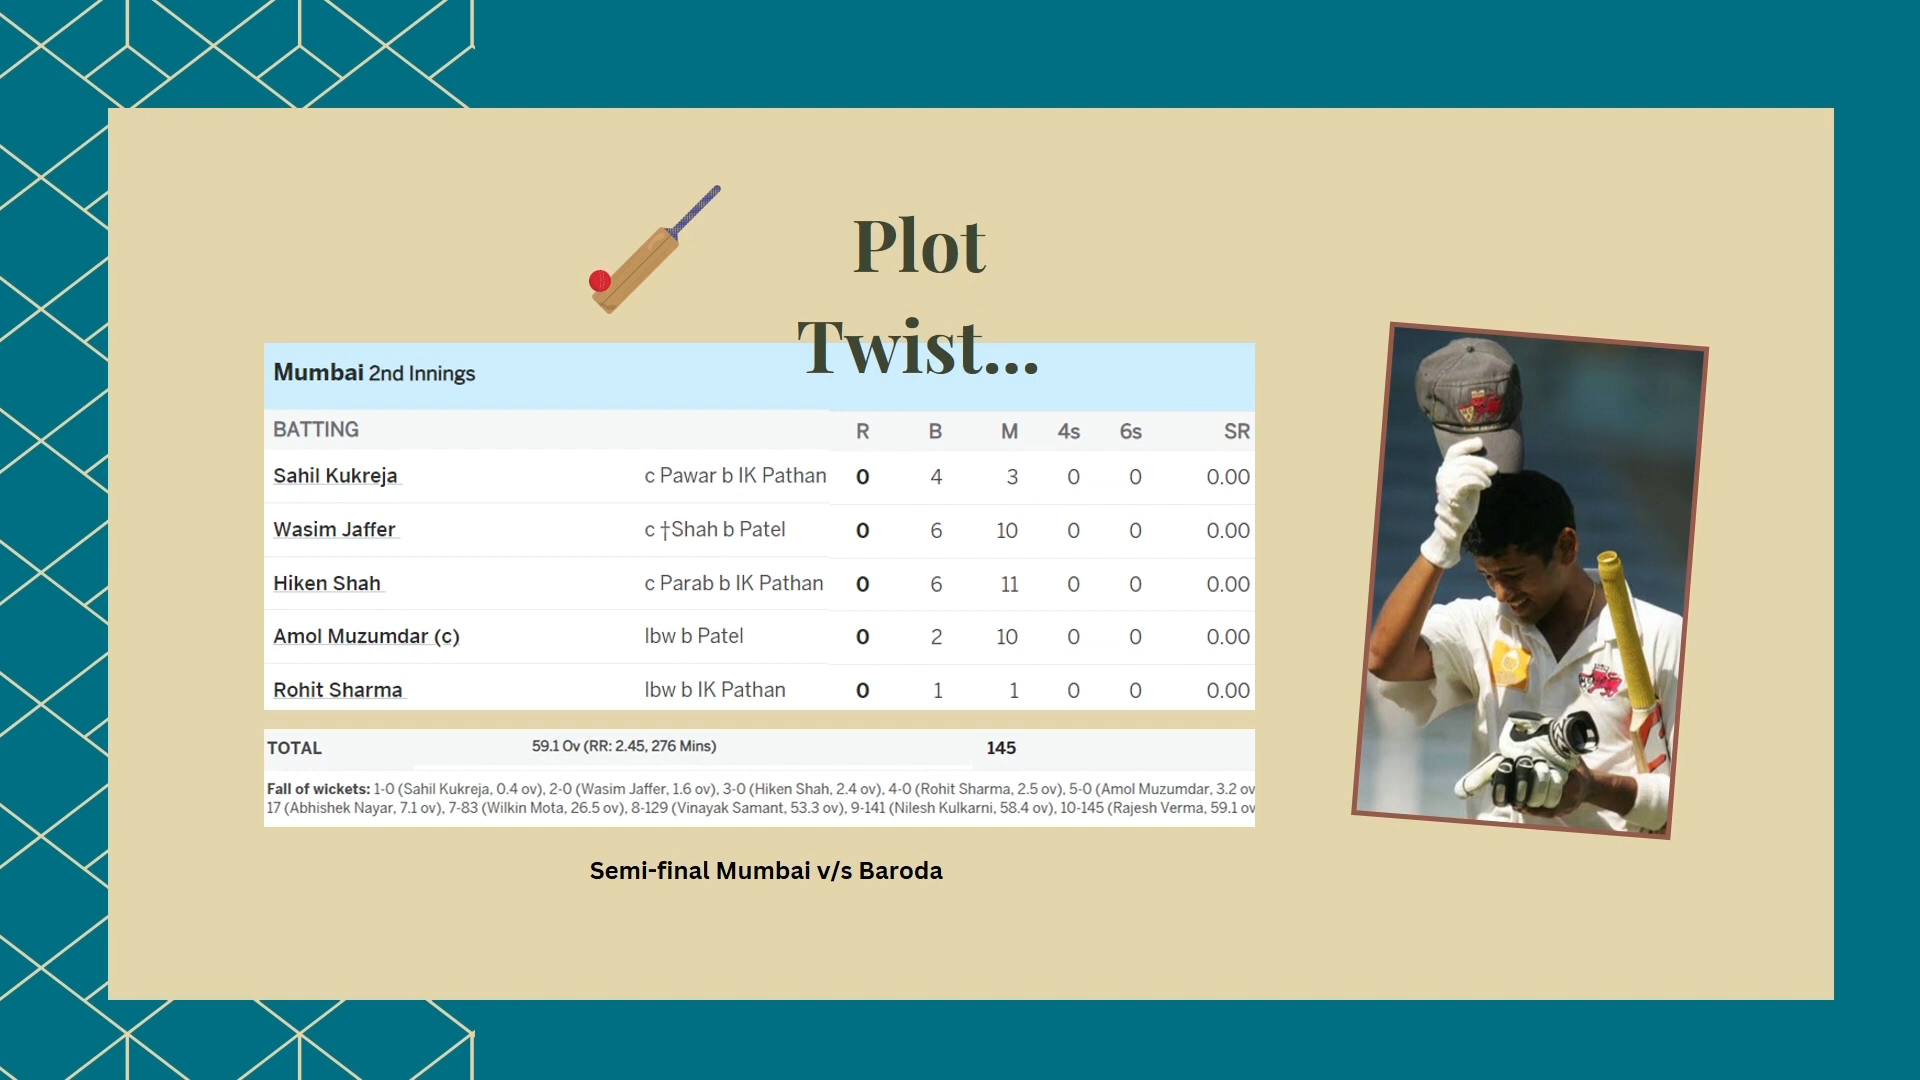 Plot
Twist...
Mumbai 2nd Innings
BATTING R B M 4s 6s SR
Sahil Kukreja c Pawar b IK Pathan 0 4 3 0 0 0.00
Wasim Jaffer c †Shah b Patel 0 6 10 0 0 0.00
Hiken Shah c Parab b IK Pathan 0 6 11 0 0 0.00
Amol Muzumdar (c) lbw b Patel 0 2 10 0 0 0.00
Rohit Sharma lbw b IK Pathan 0 1 1 0 0 0.00
TOTAL 59.1 Ov (RR: 2.45, 276 Mins) 145
Fall of wickets: 1-0 (Sahil Kukreja, 0.4 ov), 2-0 (Wasim Jaffer, 1.6 ov), 3-0 (Hiken Shah, 2.4 ov), 4-0 (Rohit Sharma, 2.5 ov), 5-0 (Amol Muzumdar, 3.2 ov
17 (Abhishek Nayar, 7.1 ov), 7-83 (Wilkin Mota, 26.5 ov), 8-129 (Vinayak Samant, 53.3 ov), 9-141 (Nilesh Kulkarni, 58.4 ov), 10-145 (Rajesh Verma, 59.1 ov
Semi-final Mumbai v/s Baroda